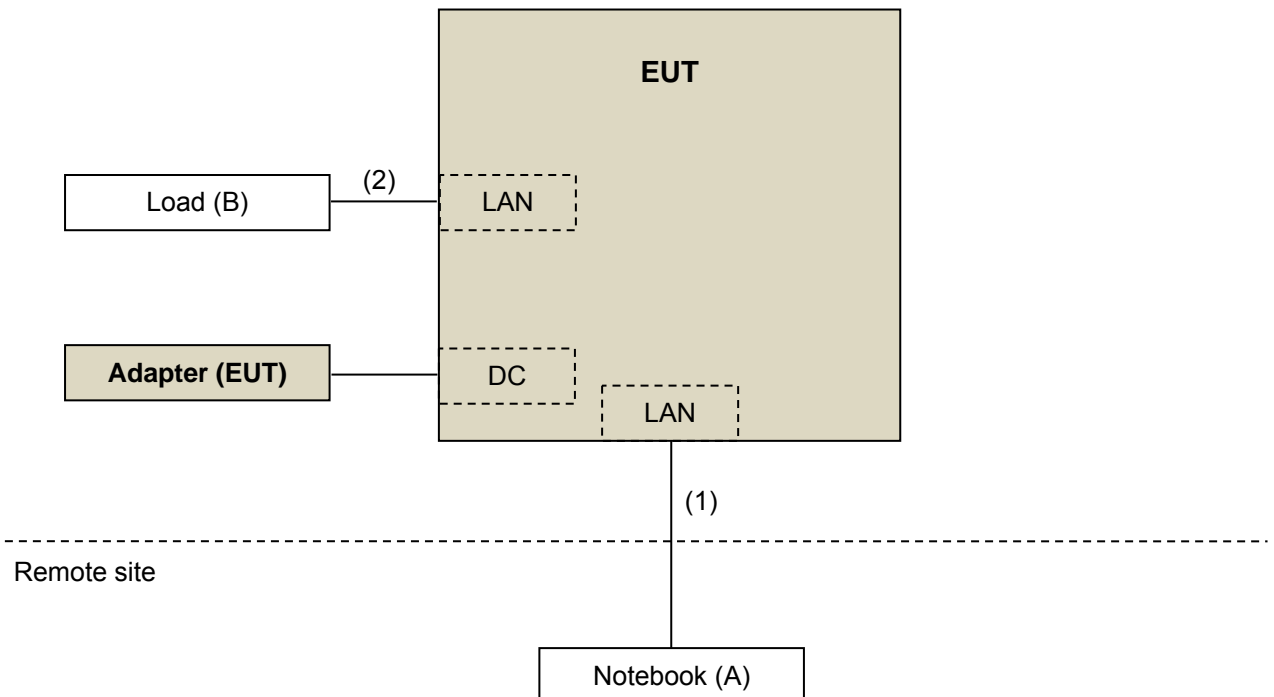 EUT
(2)
Load (B)
LAN
Adapter (EUT)
DC
LAN
(1)
Remote site
Notebook (A)